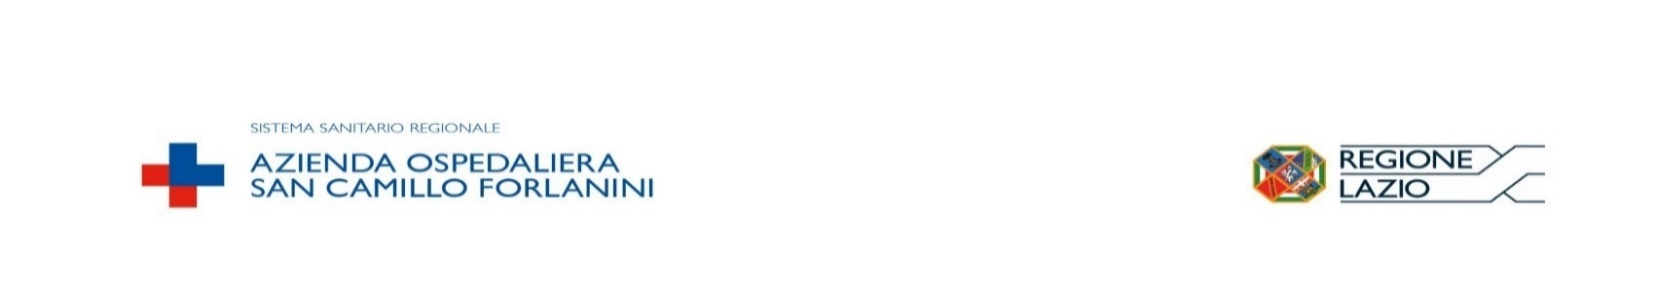 SISTEMA SANITARIO REGIONALE
AZIENDA OSPEDALIERA
SAN CAMILLO FORLANINI
REGIONE
LAZIO